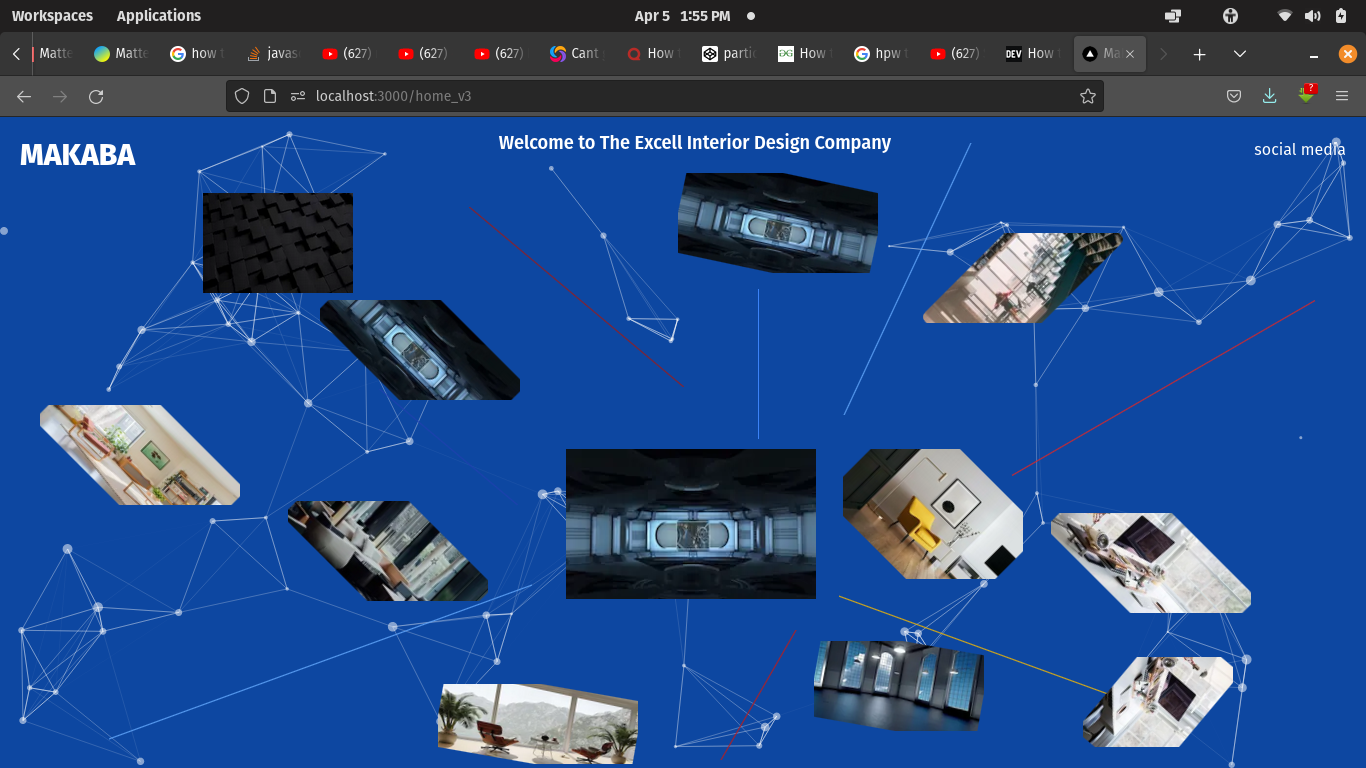 Workspaces Applications Apr 5 1:55 PM
Matte Matte how t javas (627) (627) (627) Cant How parti How hpw t (627) DEV How Ma
localhost:3000/home_v3
MAKABA
Welcome to The Excell Interior Design Company
social media